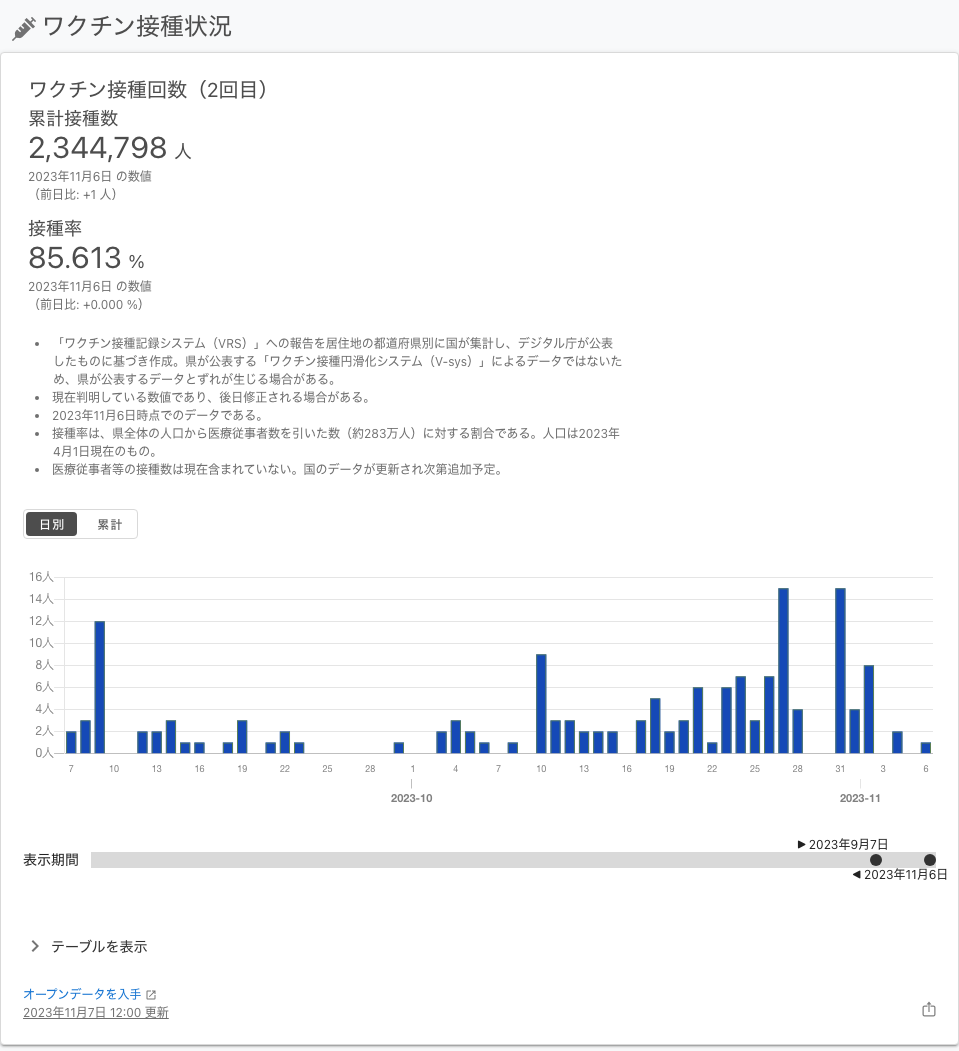 ワクチン接種状況
ワクチン接種回数（2回目）
累計接種数
2,344,798 人
2023年11月6日 の数値
（前日比: +1 人）
接種率
85.613 %
2023年11月6日 の数値
（前日比: +0.000 %）
• 「ワクチン接種記録システム（VRS）」への報告を居住地の都道府県別に国が集計し、デジタル庁が公表
したものに基づき作成。県が公表する「ワクチン接種円滑化システム（V-sys）」によるデータではないた
め、県が公表するデータとずれが生じる場合がある。
• 現在判明している数値であり、後日修正される場合がある。
• 2023年11月6日時点でのデータである。
• 接種率は、県全体の人口から医療従事者数を引いた数（約283万人）に対する割合である。人口は2023年
4月1日現在のもの。
• 医療従事者等の接種数は現在含まれていない。国のデータが更新され次第追加予定。
日別 累計
16人
14人
12人
10人
8人
6人
4人
2人
0人
7 10 13 16 19 22 25 28 1 4 7 10 13 16 19 22 25 28 31 3 6
2023-10 2023-11
▶ 2023年9月7日
表示期間
◀ 2023年11月6日
テーブルを表示
オープンデータを入手
2023年11月7日 12:00 更新